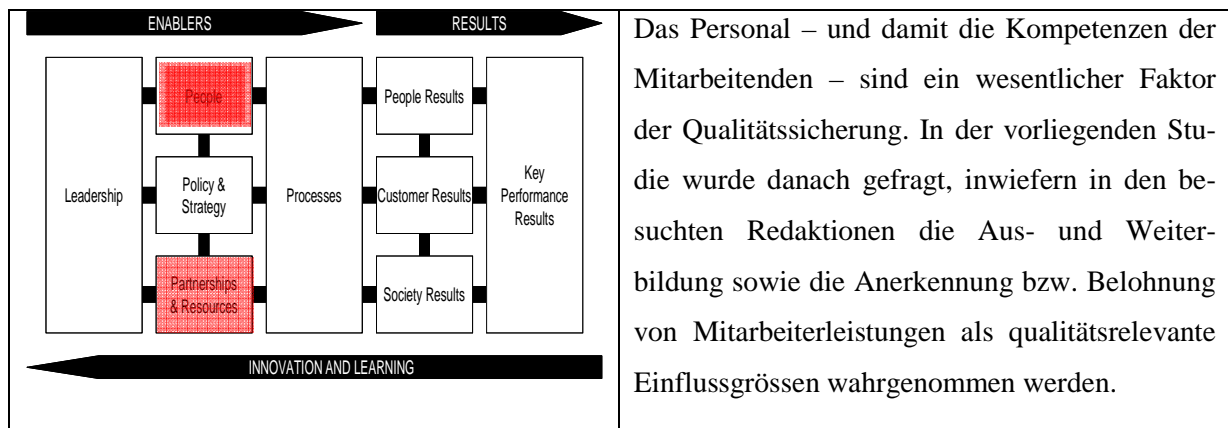 ENABLERS
RESULTS
Leadership
People
Policy &
Strategy
Partnerships
& Resources
Processes
People Results
Customer Results
Society Results
Key
Performance
Results
INNOVATION AND LEARNING
Das Personal – und damit die Kompetenzen der
Mitarbeitenden – sind ein wesentlicher Faktor
der Qualitätssicherung. In der vorliegenden Stu-
die wurde danach gefragt, inwiefern in den be-
suchten Redaktionen die Aus- und Weiter-
bildung sowie die Anerkennung bzw. Belohnung
von Mitarbeiterleistungen als qualitätsrelevante
Einflussgrössen wahrgenommen werden.